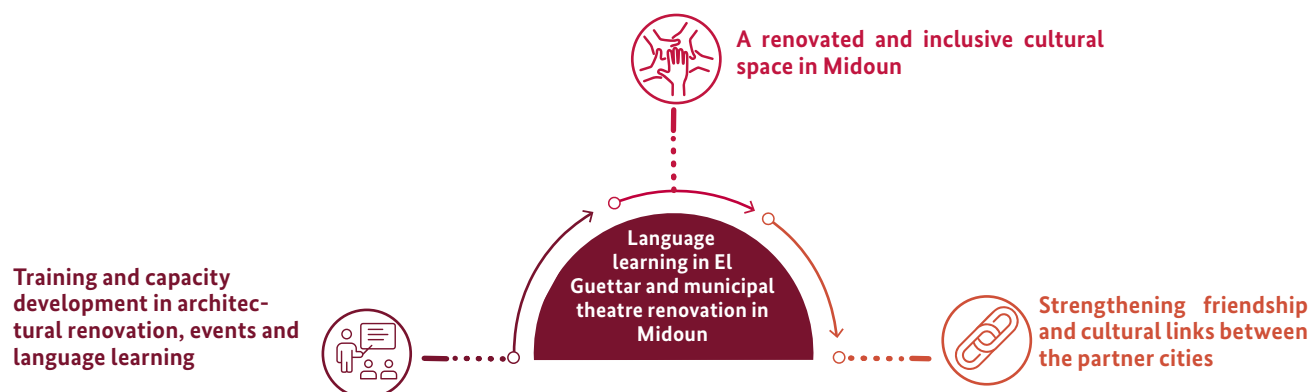 A renovated and inclusive cultural
space in Midoun
Language
learning in El
Guettar and municipal
theatre renovation in
Midoun
Training and capacity
development in architec-
tural renovation, events and
language learning
Strengthening friendship
and cultural links between
the partner cities